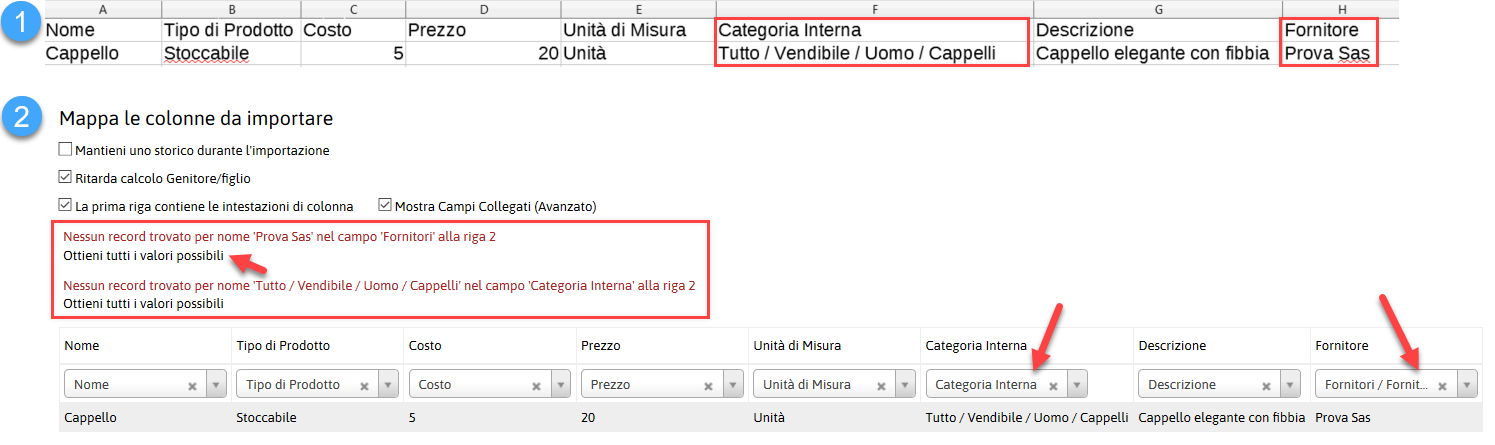 1
A B C D E F G H
Nome Tipo di Prodotto Costo Prezzo Unità di Misura Categoria Interna Descrizione Fornitore
Cappello Stoccabile 5 20 Unità Tutto / Vendibile / Uomo / Cappelli Cappello elegante con fibbia Prova Sas
2
Mappa le colonne da importare
Mantieni uno storico durante l'importazione
Ritarda calcolo Genitore/figlio
La prima riga contiene le intestazioni di colonna Mostra Campi Collegati (Avanzato)
Nessun record trovato per nome 'Prova Sas' nel campo 'Fornitori' alla riga 2
Ottieni tutti i valori possibili
Nessun record trovato per nome 'Tutto / Vendibile / Uomo / Cappelli' nel campo 'Categoria Interna' alla riga 2
Ottieni tutti i valori possibili
Nome Tipo di Prodotto Costo Prezzo Unità di Misura Categoria Interna Descrizione Fornitore
Nome Tipo di Prodotto Costo Prezzo Unità di Misura Categoria Interna Descrizione Fornitori / Fornit...
Cappello Stoccabile 5 20 Unità Tutto / Vendibile / Uomo / Cappelli Cappello elegante con fibbia Prova Sas